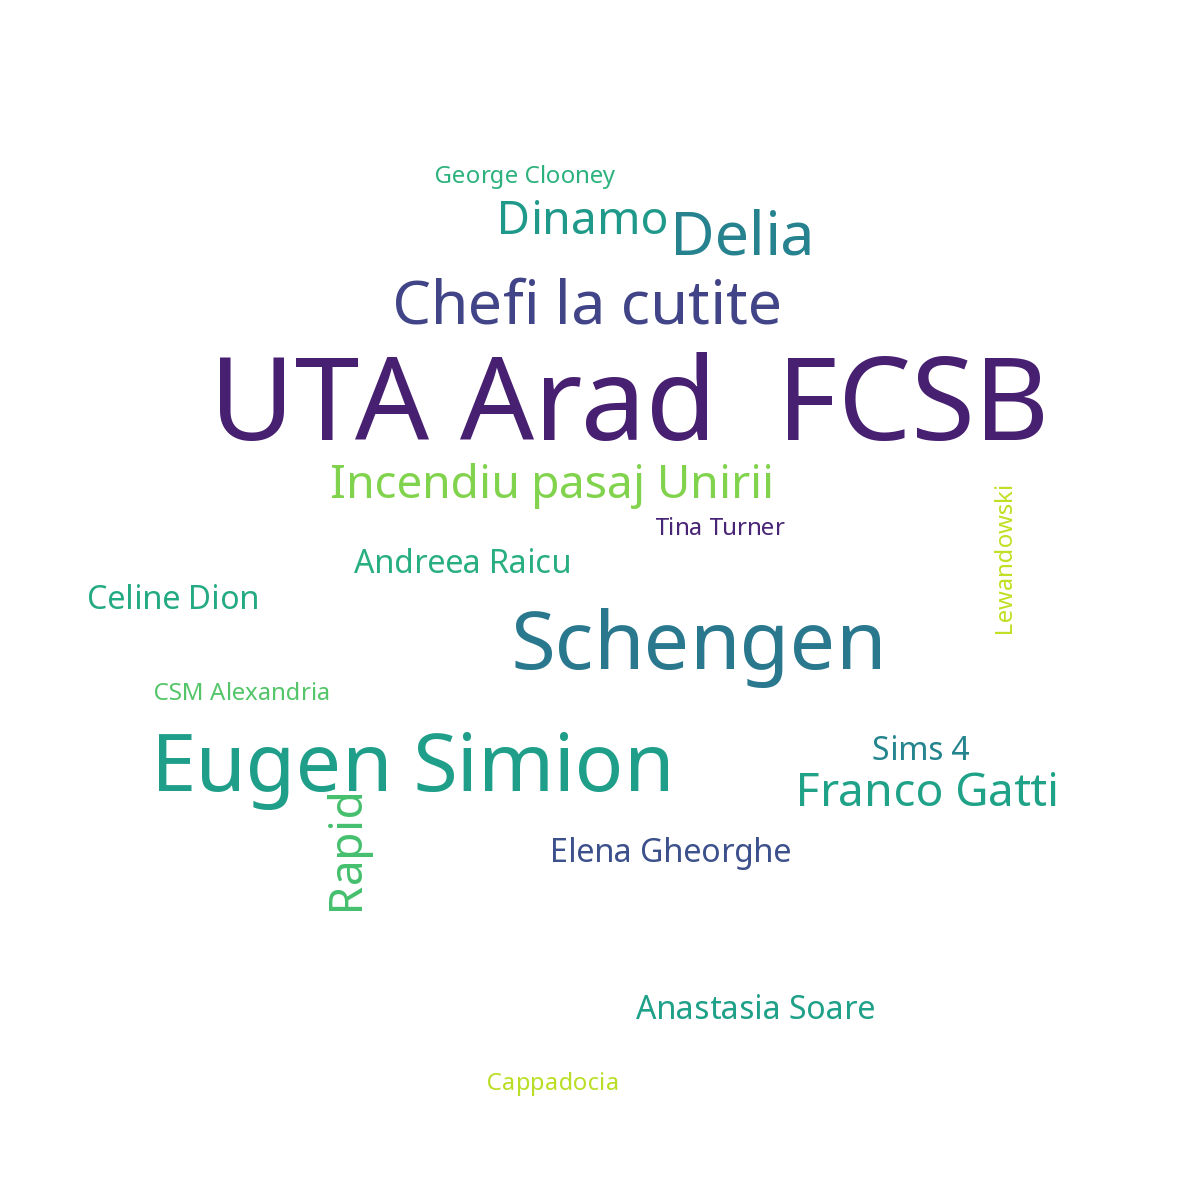 George Clooney
Dinamo
Delia
Chefi la cutite
UTA Arad  FCSB
Incendiu pasaj Unirii
Lewandowski
Tina Turner
Andreea Raicu
Celine Dion
Schengen
CSM Alexandria
Eugen Simion
Sims 4
Franco Gatti
Rapid
Elena Gheorghe
Anastasia Soare
Cappadocia